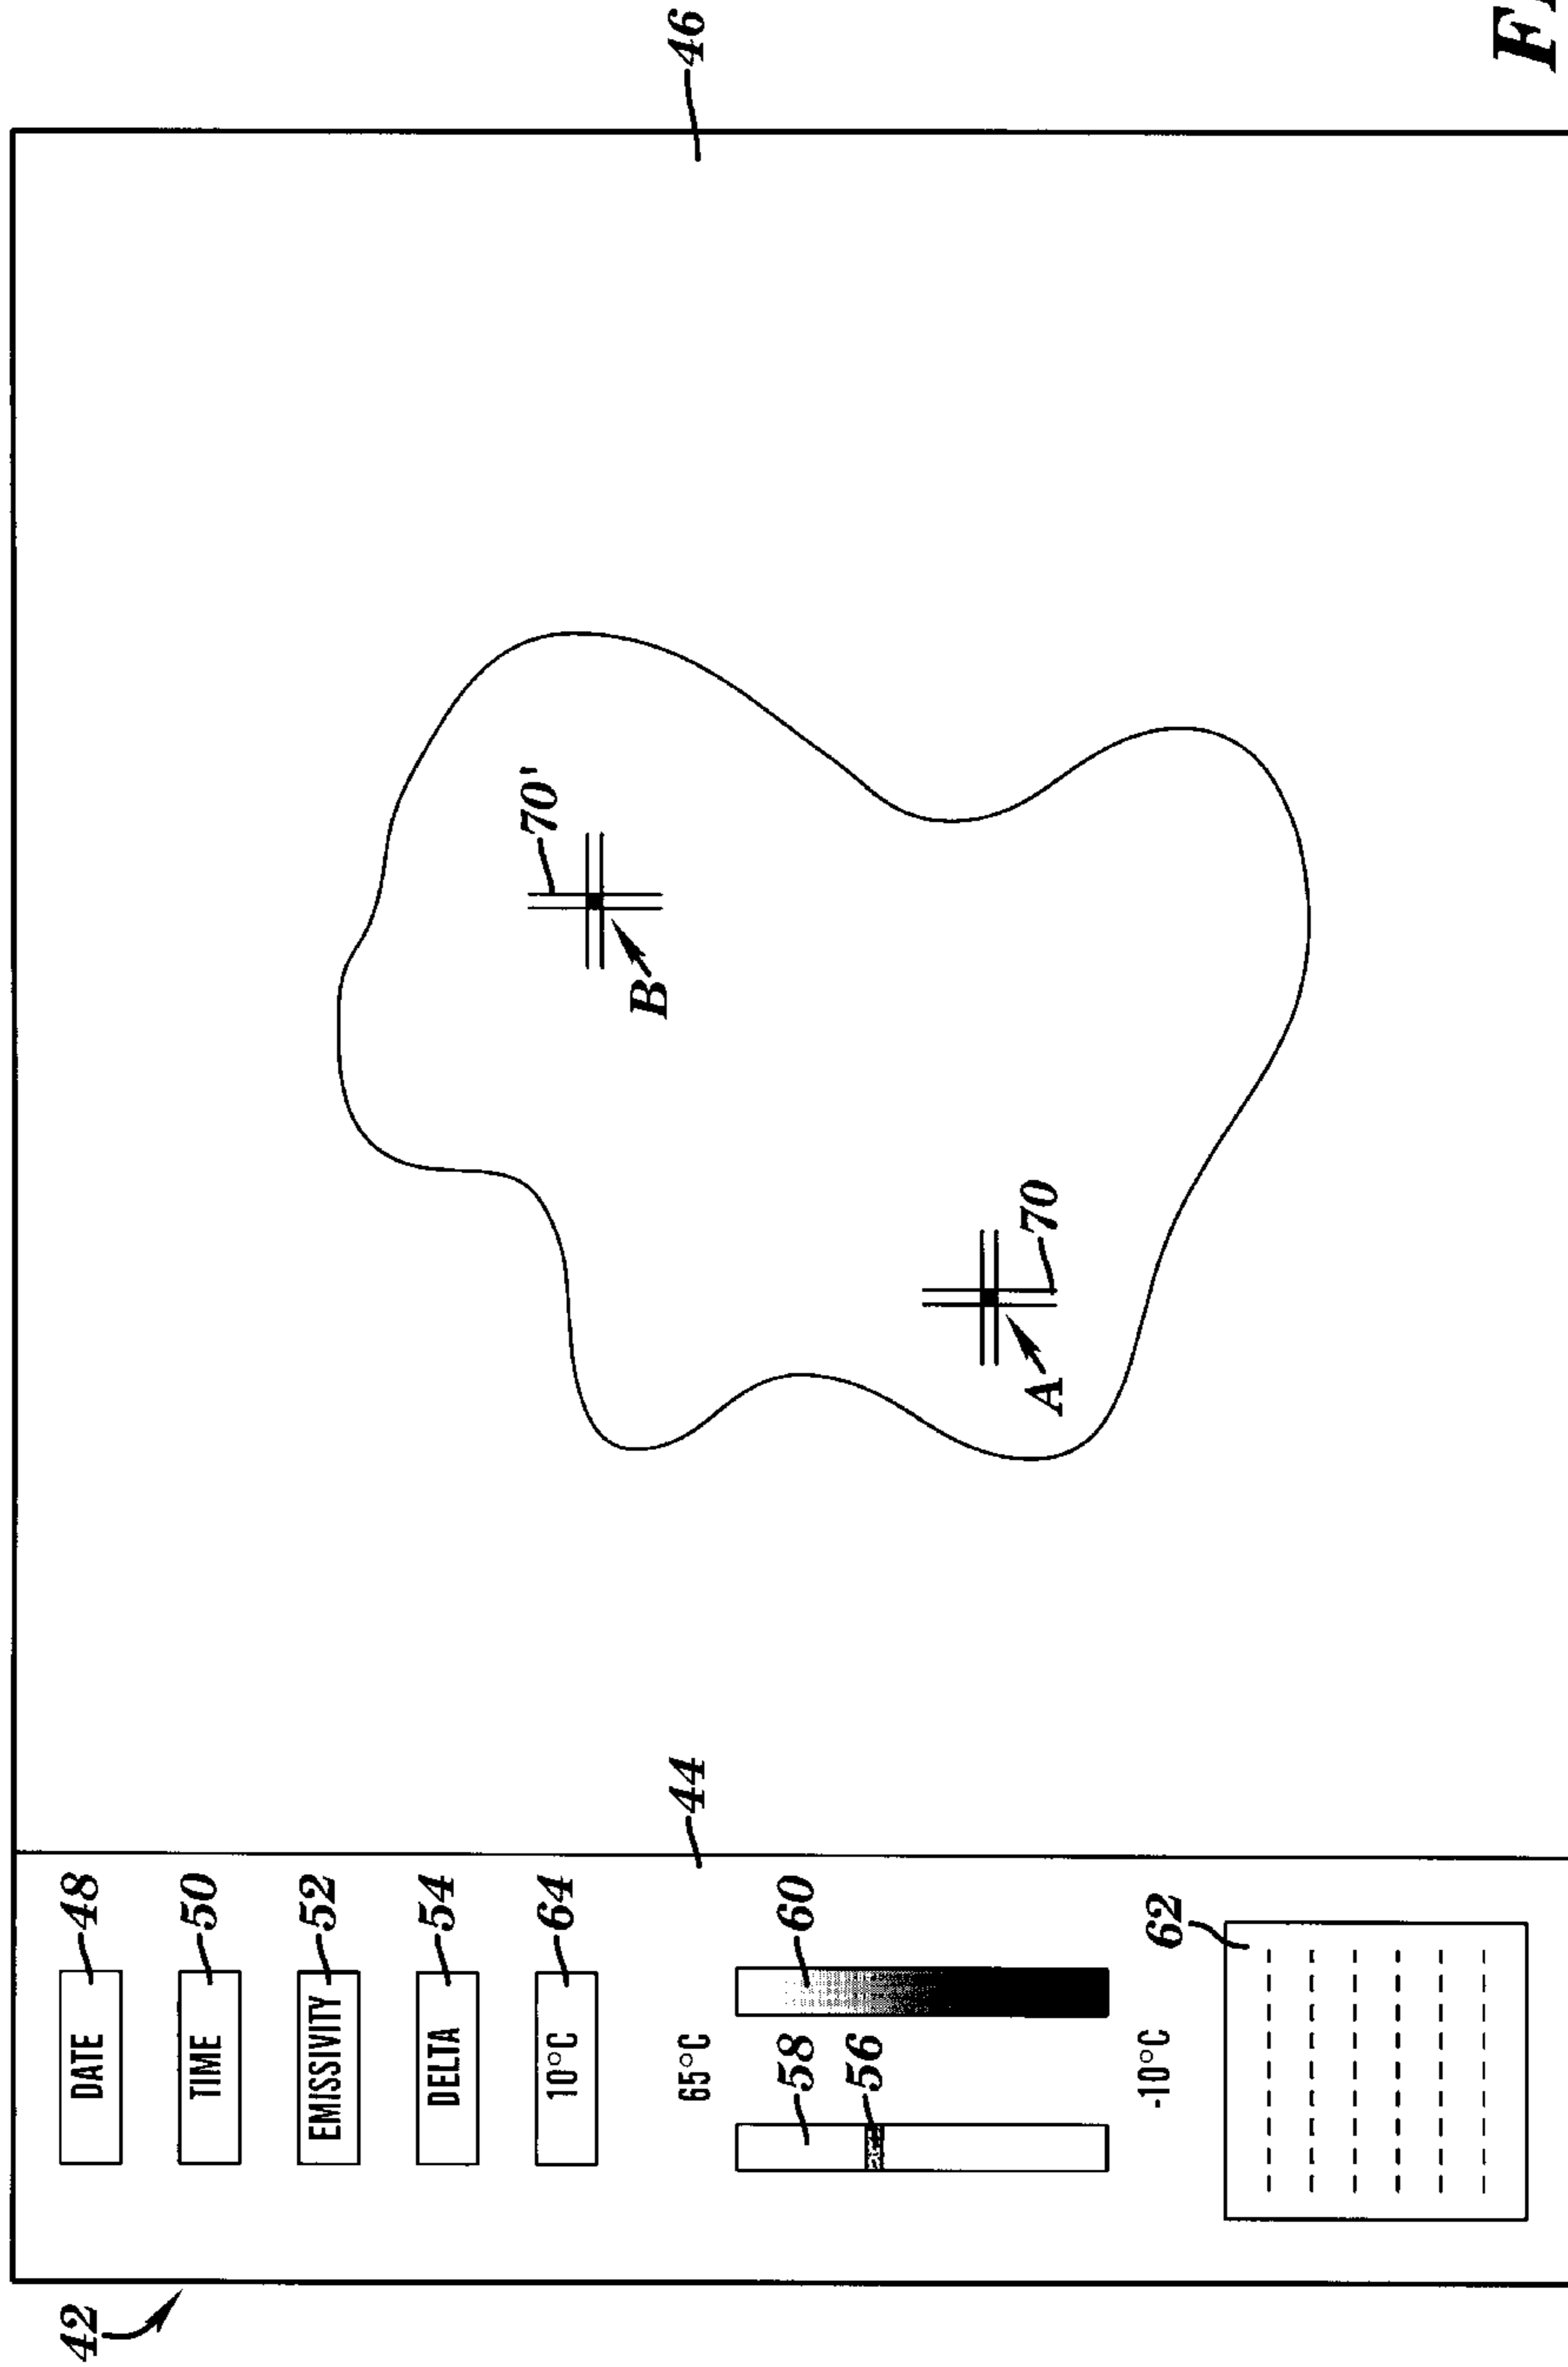 42
DATE 48
TIME 50
EMISSIVITY 52
DELTA 54
10°C 64
65°C
44
58
60
56
-10°C
62
70'
B
A
70
46